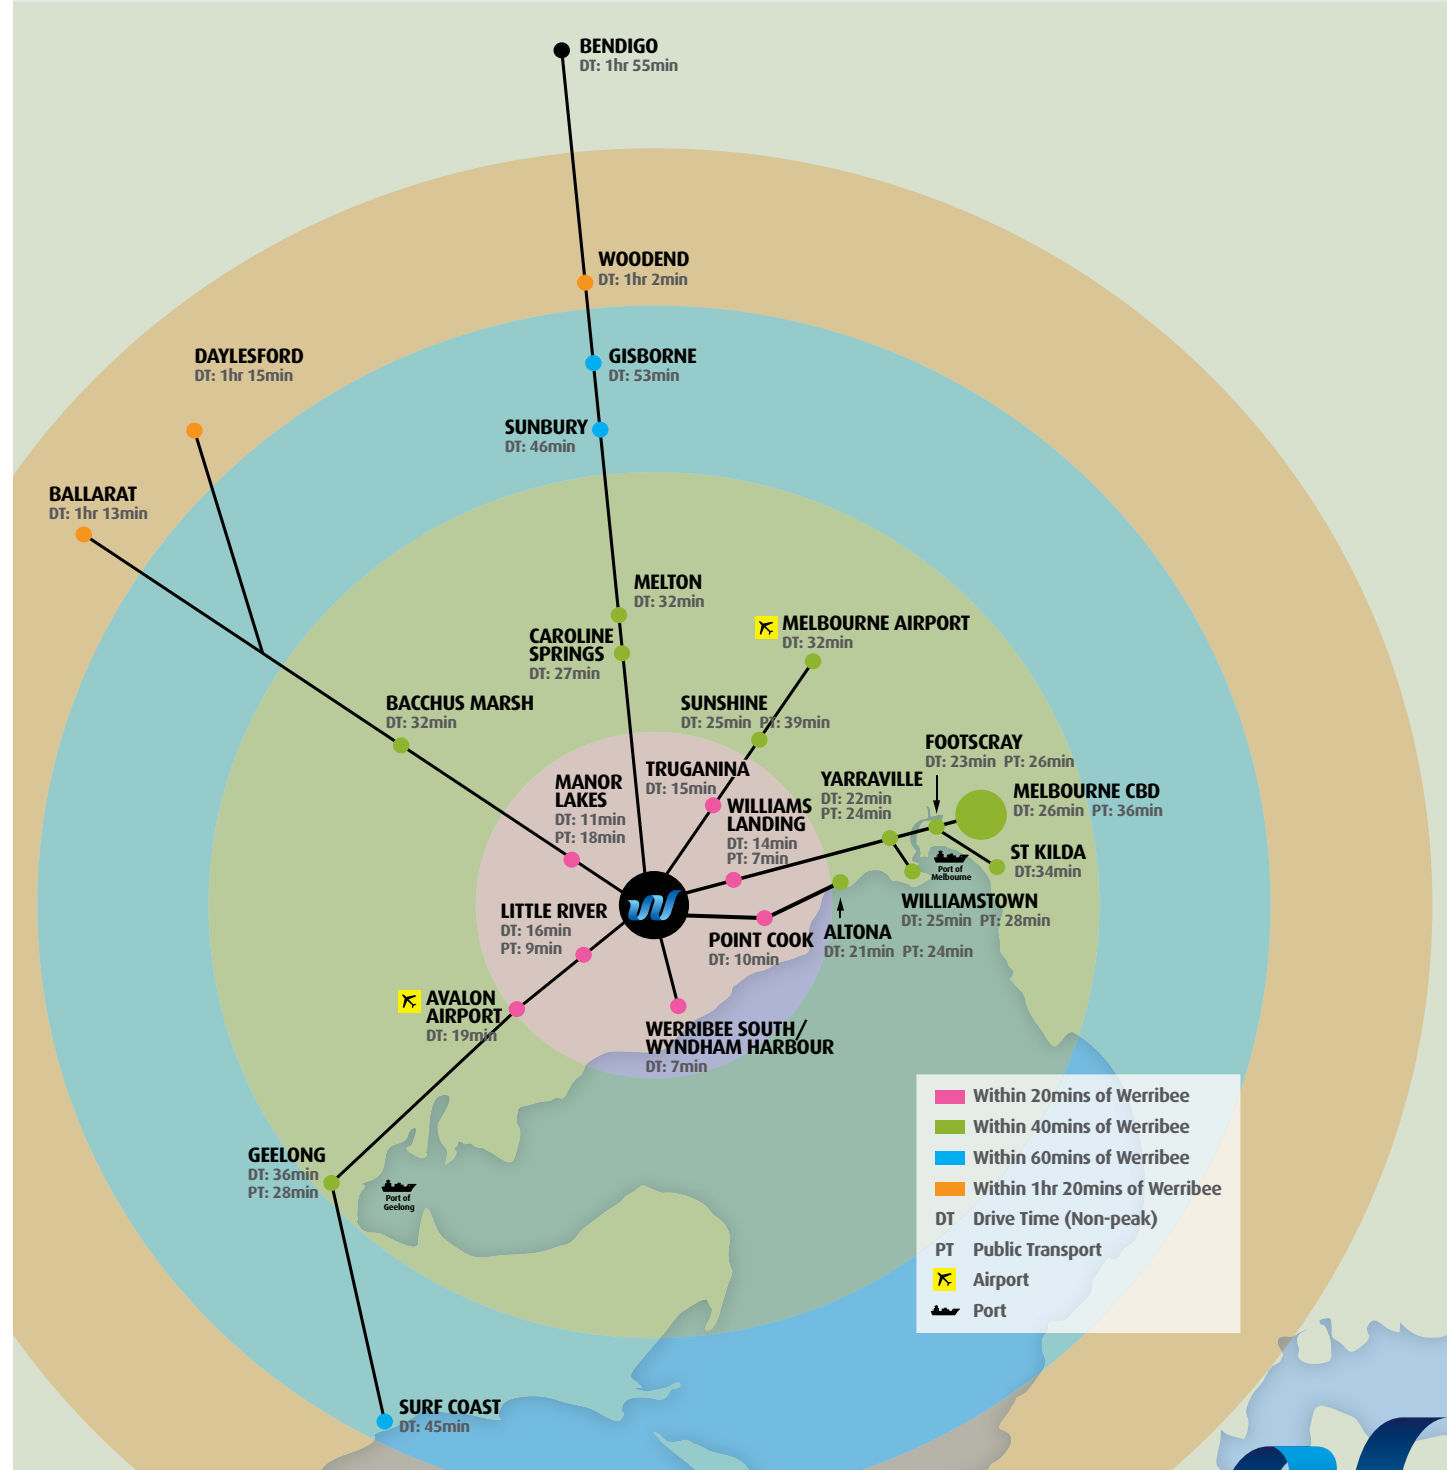 BENDIGO
DT: 1hr 55min
WOODEND
DT: 1hr 2min
DAYLESFORD
DT: 1hr 15min
GISBORNE
DT: 53min
SUNBURY
DT: 46min
BALLARAT
DT: 1hr 13min
MELTON
DT: 32min
CAROLINE
SPRINGS
DT: 27min
MELBOURNE AIRPORT
DT: 32min
BACCHUS MARSH
DT: 32min
SUNSHINE
DT: 25min PT: 39min
FOOTSCRAY
DT: 23min PT: 26min
TRUGANINA
DT: 15min
MANOR
LAKES
DT: 11min
PT: 18min
YARRAVILLE
DT: 22min
PT: 24min
MELBOURNE CBD
DT: 26min PT: 36min
WILLIAMS
LANDING
DT: 14min
PT: 7min
ST KILDA
DT:34min
Port of
Melbourne
WILLIAMSTOWN
DT: 25min PT: 28min
LITTLE RIVER
DT: 16min
PT: 9min
POINT COOK
DT: 10min
ALTONA
DT: 21min PT: 24min
AVALON
AIRPORT
DT: 19min
WERRIBEE SOUTH/
WYNDHAM HARBOUR
DT: 7min
GEELONG
DT: 36min
PT: 28min
Port of
Geelong
SURF COAST
DT: 45min
Within 20mins of Werribee
Within 40mins of Werribee
Within 60mins of Werribee
Within 1hr 20mins of Werribee
DT Drive Time (Non-peak)
PT Public Transport
Airport
Port